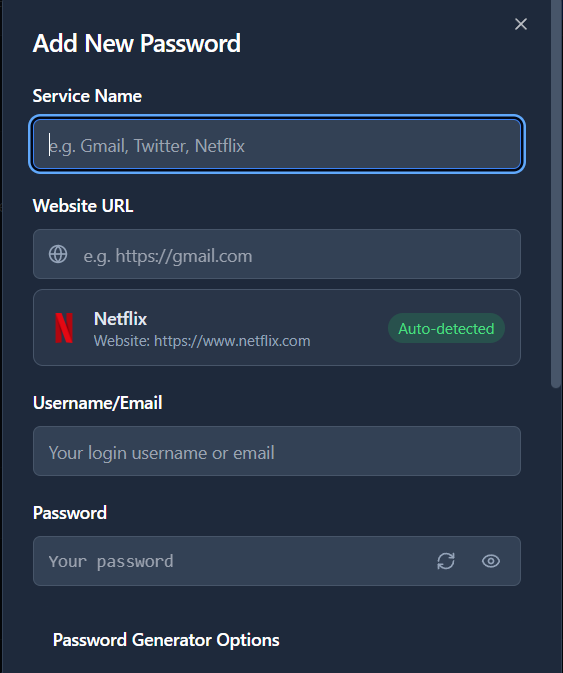 Add New Password
Service Name
e.g. Gmail, Twitter, Netflix
Website URL
e.g. https://gmail.com
Netflix
Website: https://www.netflix.com
Auto-detected
Username/Email
Your login username or email
Password
Your password
Password Generator Options